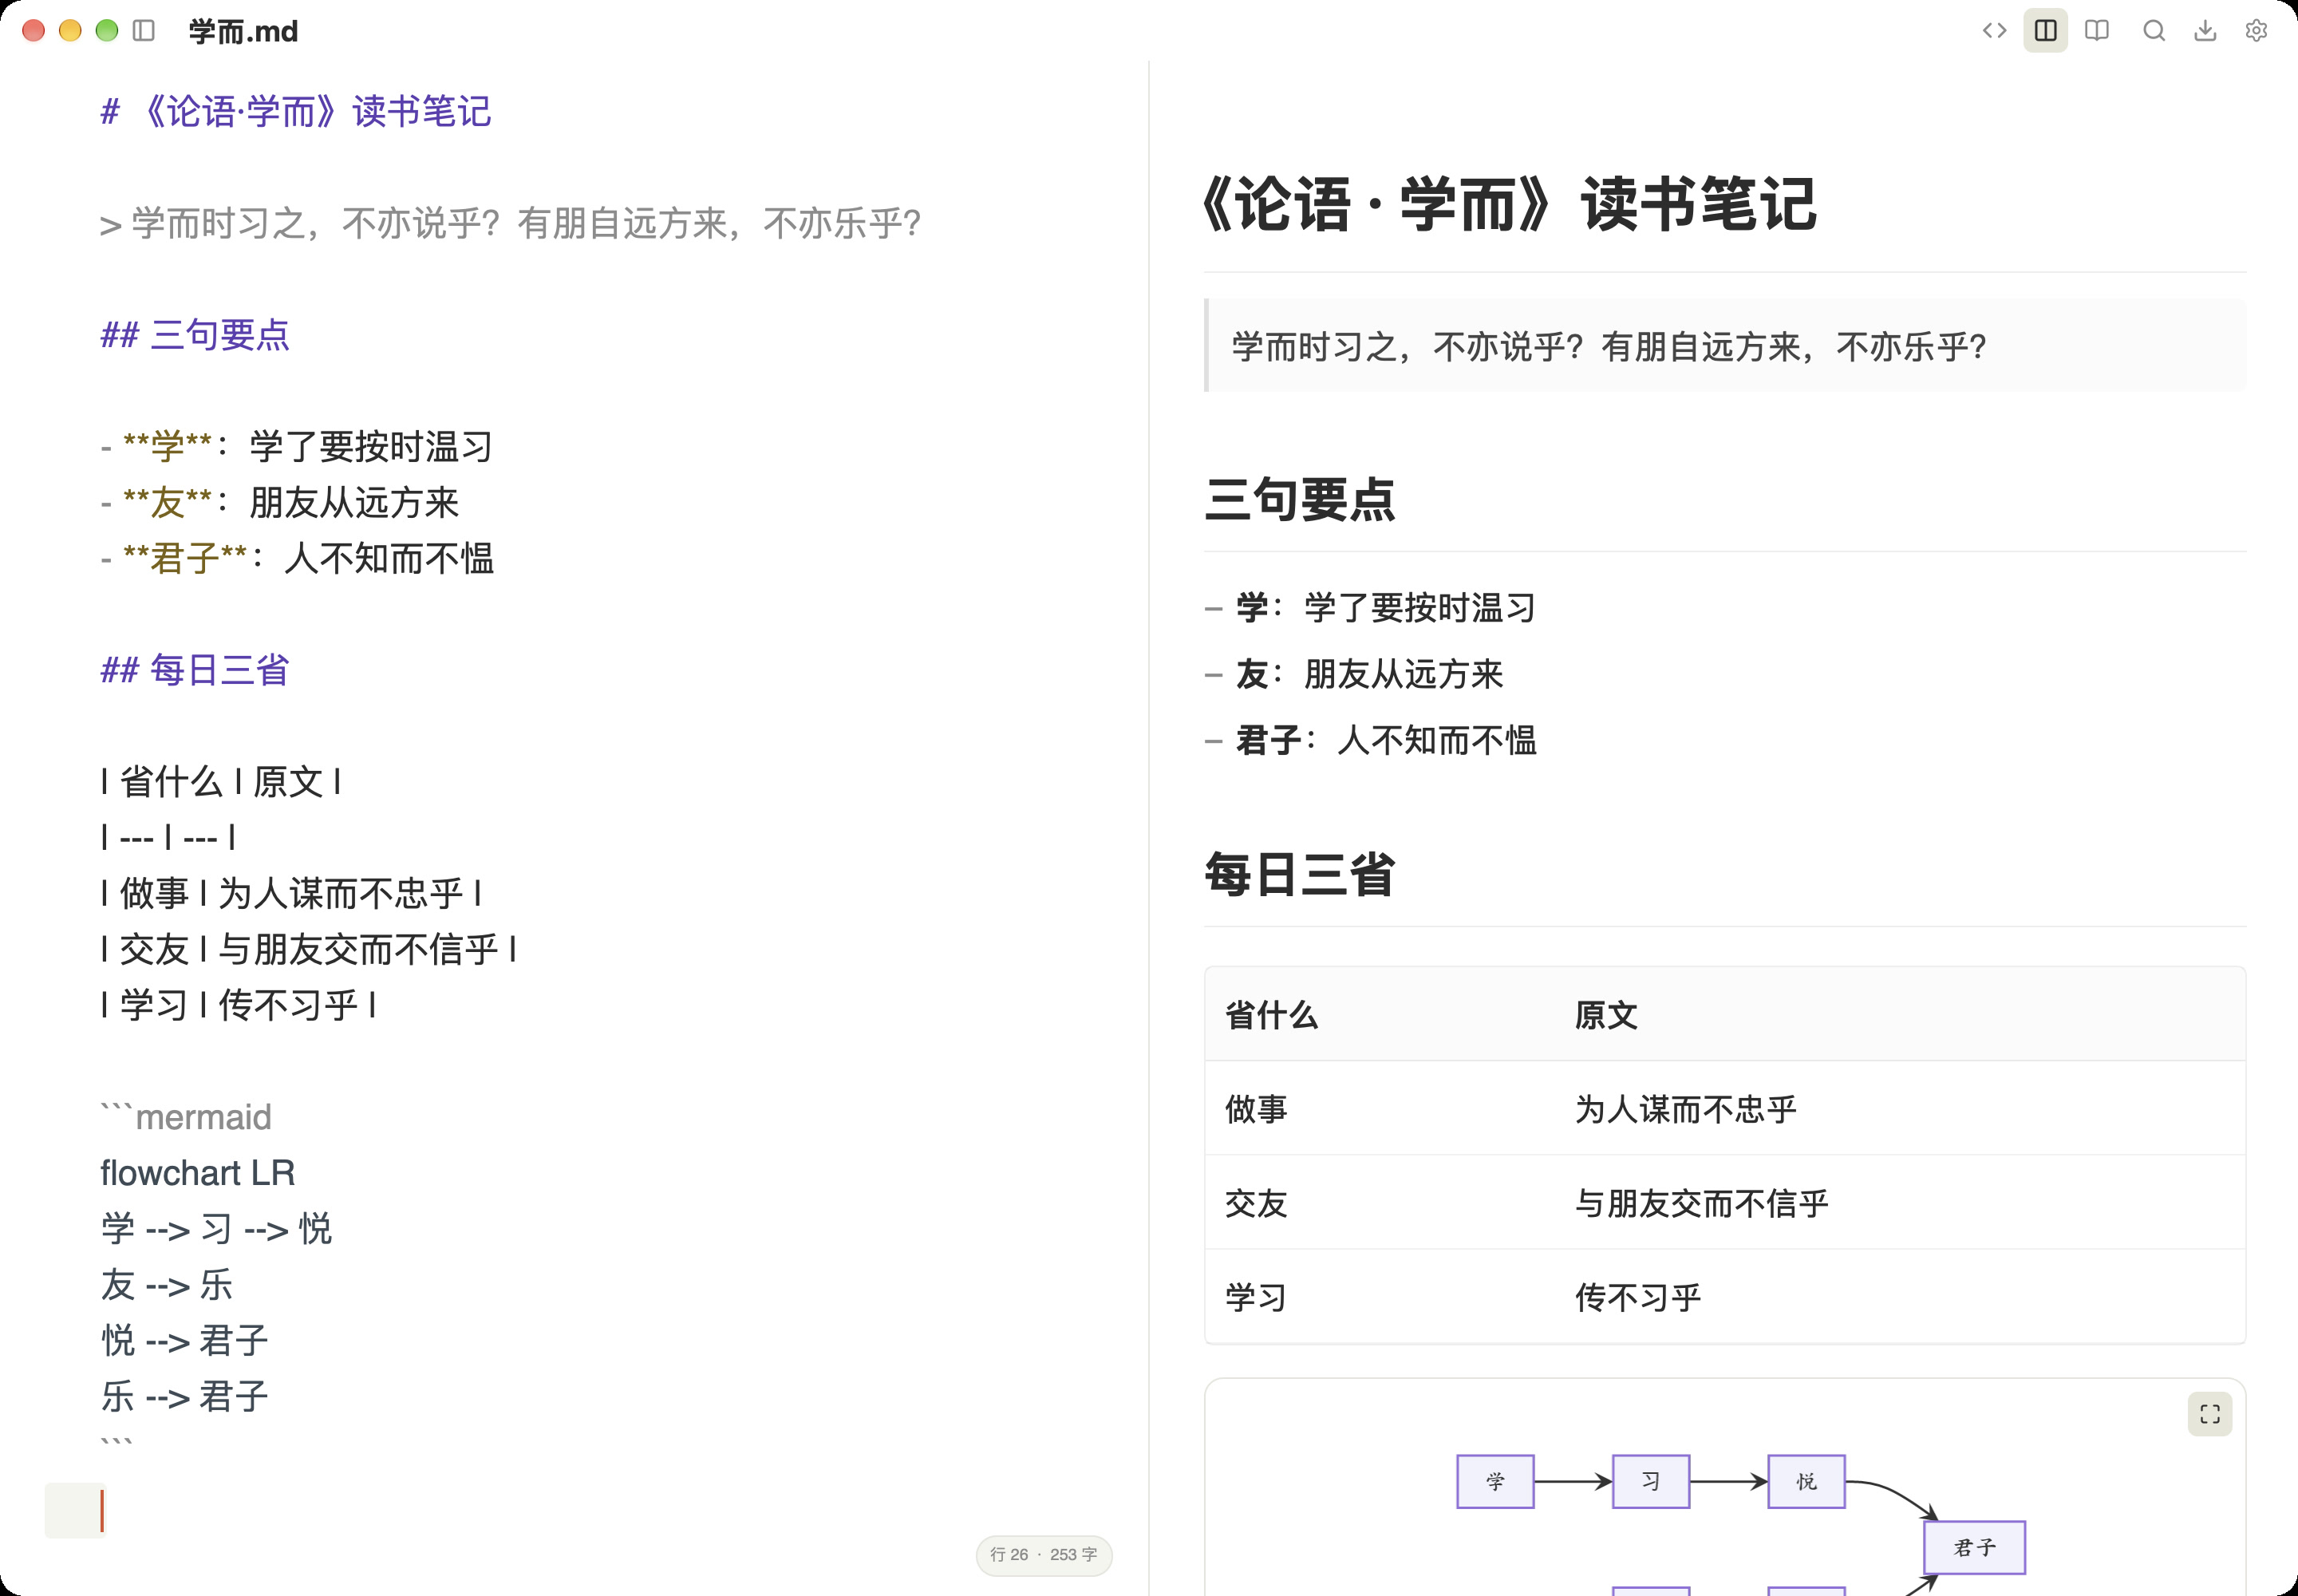 学而.md
# 《论语·学而》读书笔记
> 学而时习之，不亦说乎？有朋自远方来，不亦乐乎？
## 三句要点
- **学**：学了要按时温习
- **友**：朋友从远方来
- **君子**：人不知而不愠
## 每日三省
| 省什么 | 原文 |
| --- | --- |
| 做事 | 为人谋而不忠乎 |
| 交友 | 与朋友交而不信乎 |
| 学习 | 传不习乎 |
```mermaid
flowchart LR
学 --> 习 --> 悦
友 --> 乐
悦 --> 君子
乐 --> 君子
```
行 26 · 253 字
《论语 · 学而》读书笔记
学而时习之，不亦说乎？有朋自远方来，不亦乐乎？
三句要点
– 学：学了要按时温习
– 友：朋友从远方来
– 君子：人不知而不愠
每日三省
省什么 原文
做事 为人谋而不忠乎
交友 与朋友交而不信乎
学习 传不习乎
学 习 悦
君子